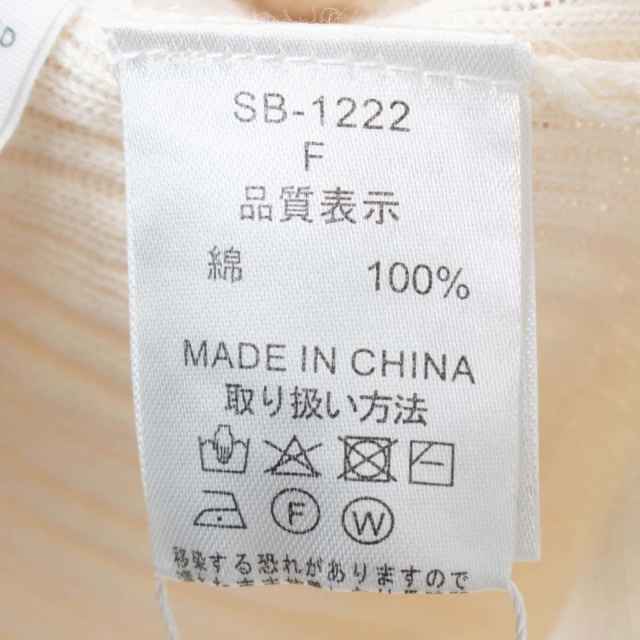 D
SB-1222
F
品質表示
綿 100%
MADE IN CHINA
取り扱い方法
F W
移染する恐れがありますので